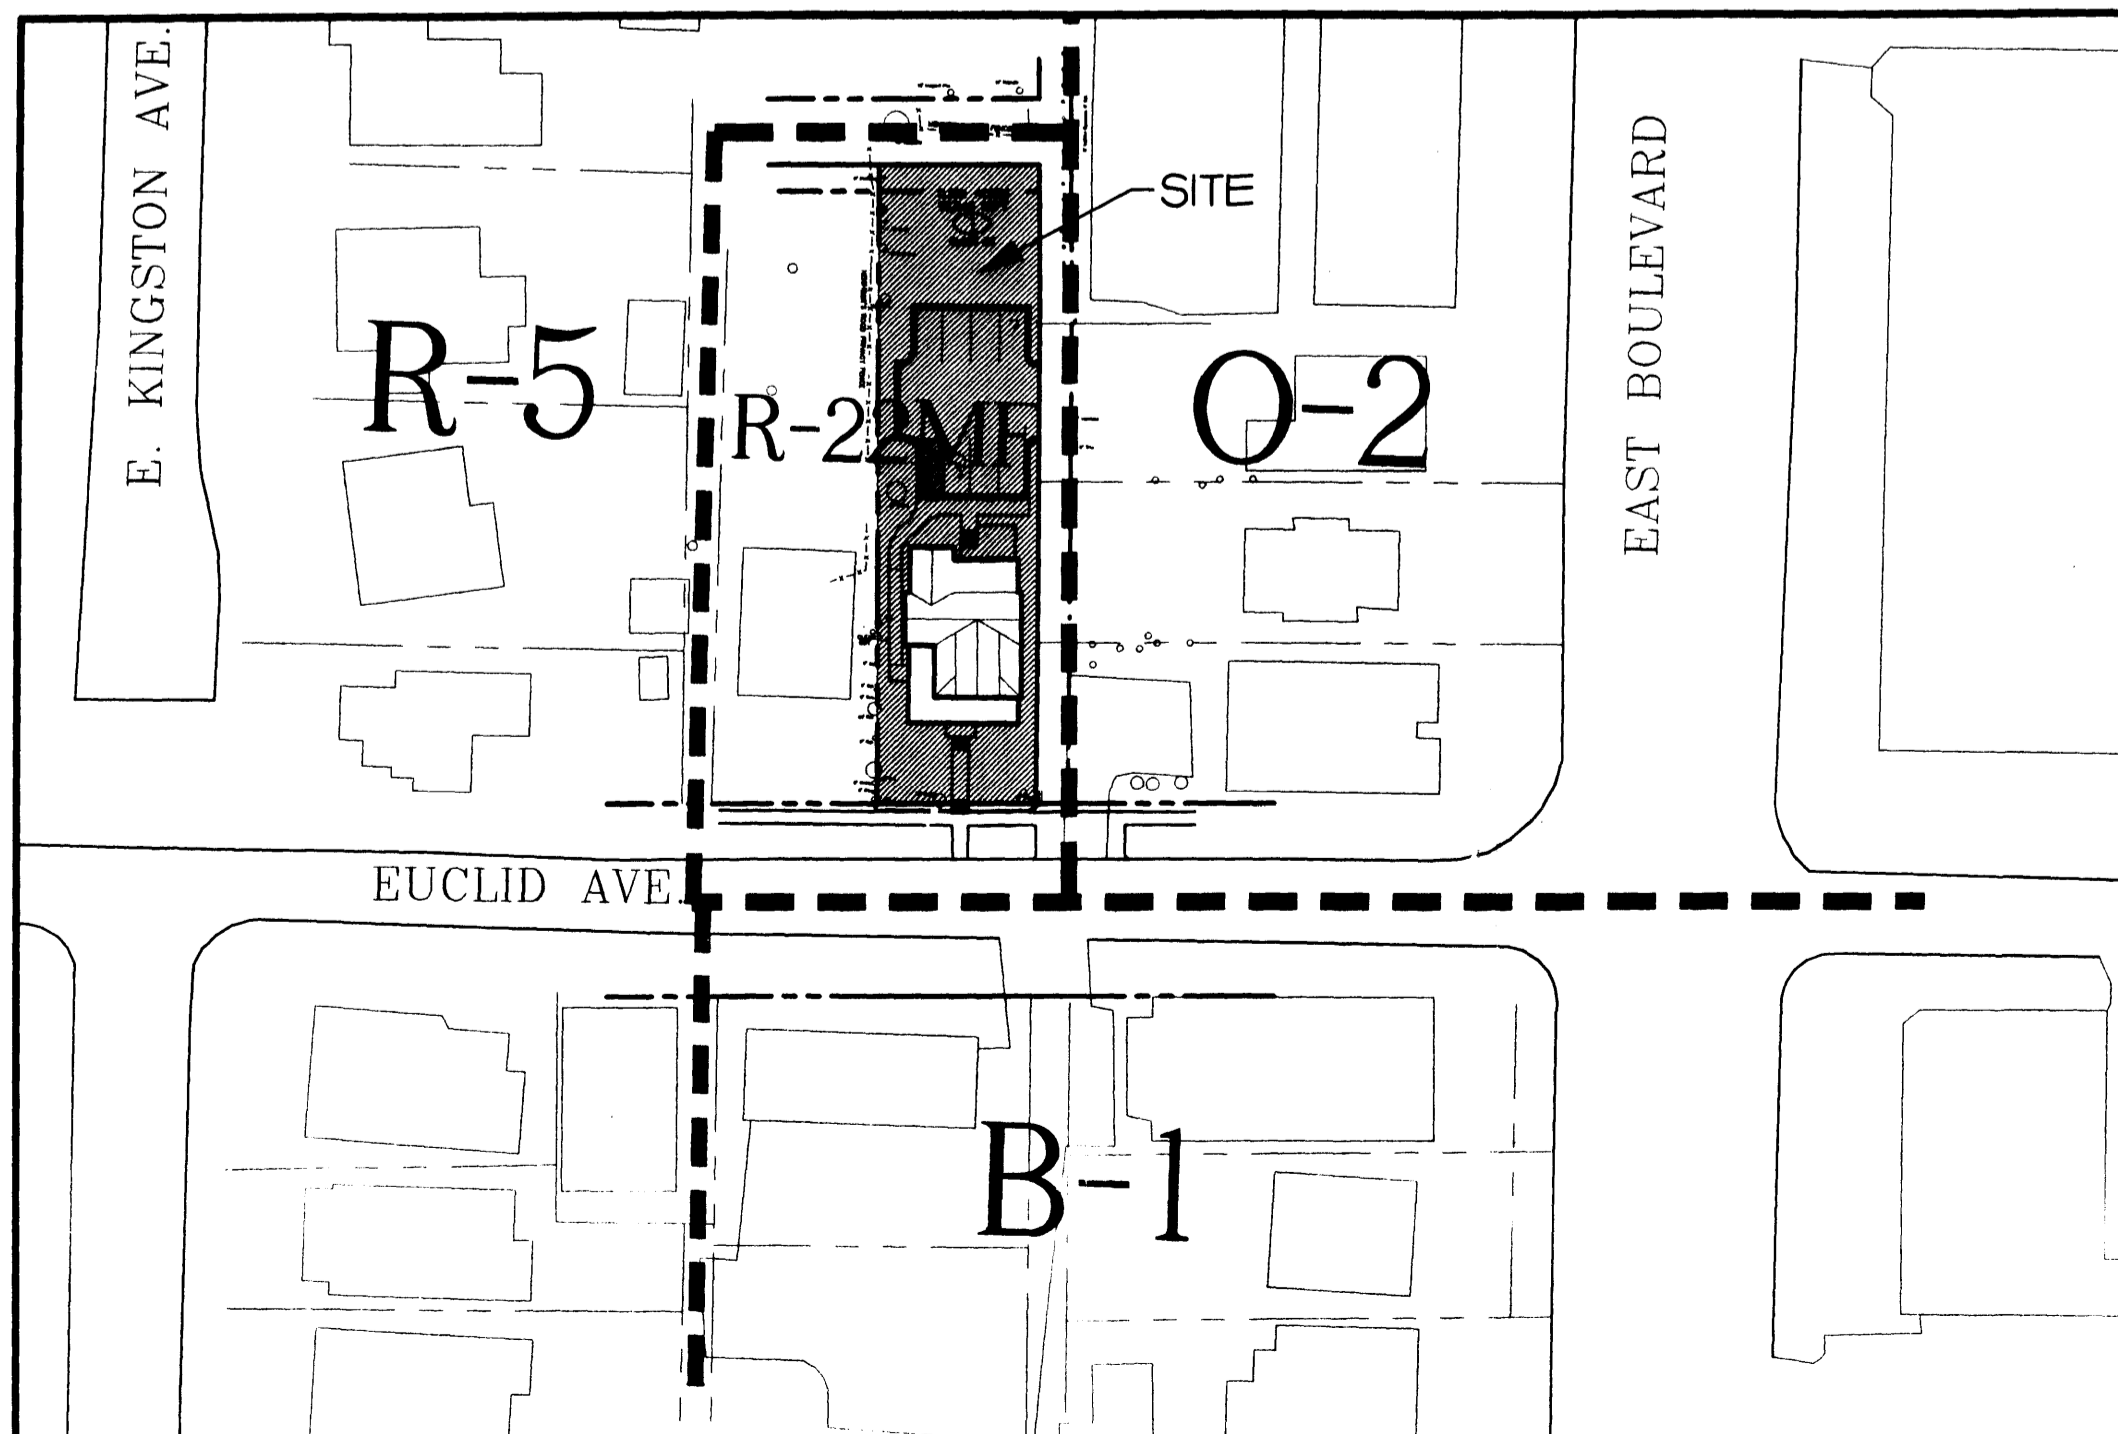 E. KINGSTON AVE.
SITE
EAST BOULEVARD
R-5
R-22MF
O-2
EUCLID AVE.
B-1